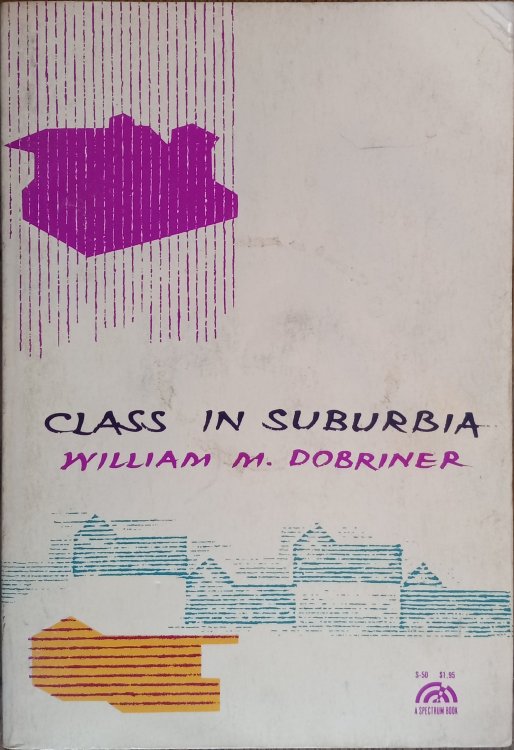 CLASS IN SUBURBIA
WILLIAM M. DOBRINER
S-50 $1.95
A SPECTRUM BOOK